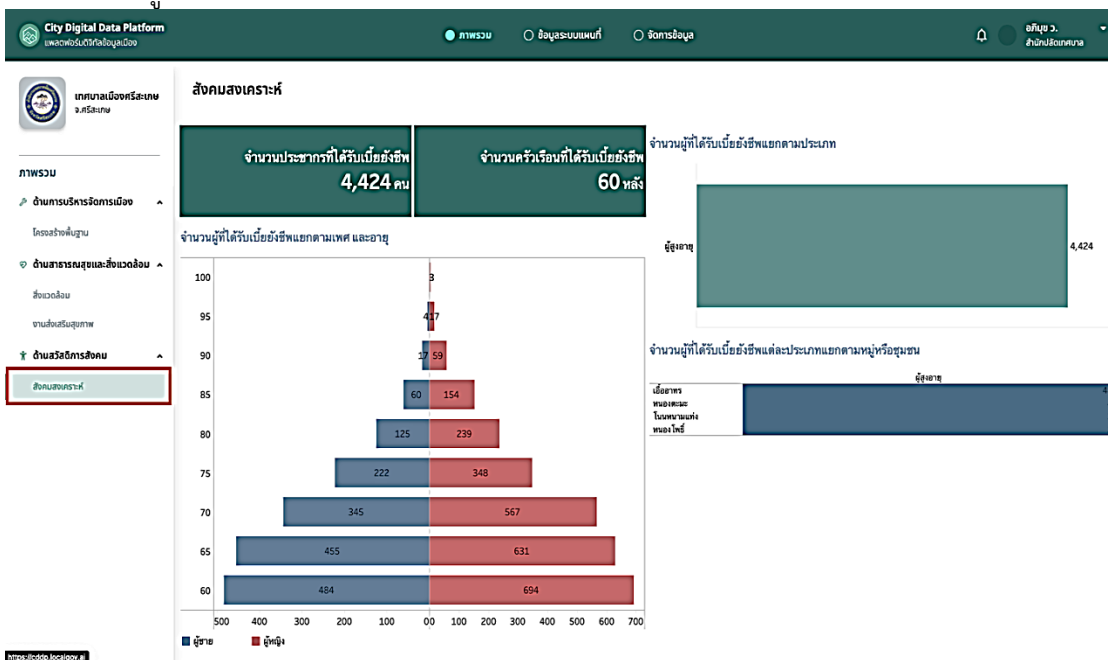 City Digital Data Platform
แพลตฟอร์มดิจิทัลข้อมูลเมือง
ภาพรวม
ข้อมูลระบบแผนที่
จัดการข้อมูล
อภิมุข ว.
สำนักปลัดเทศบาล
เทศบาลเมืองศรีสะเกษ
จ.ศรีสะเกษ
ภาพรวม
ด้านการบริหารจัดการเมือง
โครงสร้างพื้นฐาน
ด้านสาธารณสุขและสิ่งแวดล้อม
สิ่งแวดล้อม
งานส่งเสริมสุขภาพ
ด้านสวัสดิการสังคม
สังคมสงเคราะห์
สังคมสงเคราะห์
จำนวนประชากรที่ได้รับเบี้ยยังชีพ
4,424 คน
จำนวนครัวเรือนที่ได้รับเบี้ยยังชีพ
60 หลัง
จำนวนผู้ที่ได้รับเบี้ยยังชีพแยกตามเพศ และอายุ
100 3
95 4 17
90 17 59
85 60 154
80 125 239
75 222 348
70 345 567
65 455 631
60 484 694
500 400 300 200 100 00 100 200 300 400 500 600 700
ผู้ชาย ผู้หญิง
จำนวนผู้ที่ได้รับเบี้ยยังชีพแยกตามประเภท
ผู้สูงอายุ 4,424
จำนวนผู้ที่ได้รับเบี้ยยังชีพแต่ละประเภทแยกตามหมู่หรือชุมชน
ผู้สูงอายุ
เอื้ออาทร
หนองตะมะ
โนนหนามแท่ง
หนองโพธิ์
https://cddp.localgov.ai